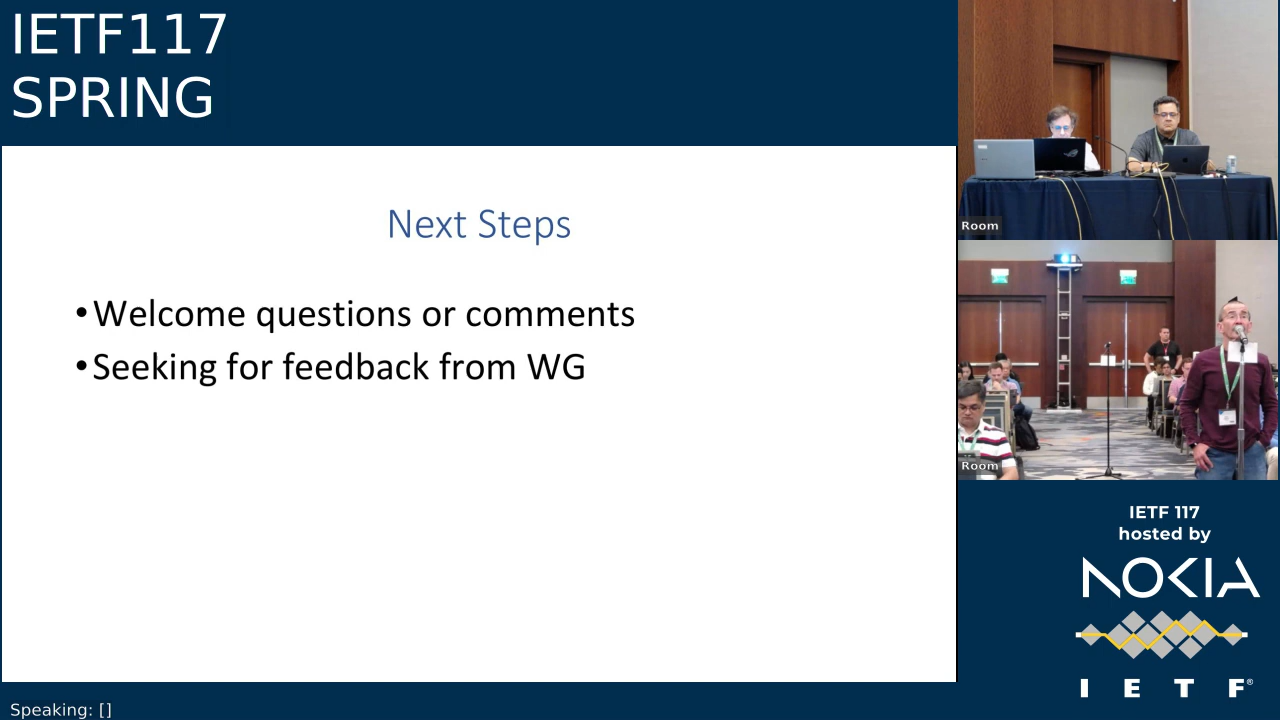 IETF117
SPRING
Next Steps
•Welcome questions or comments
•Seeking for feedback from WG
Room
Room
IETF 117
hosted by
NOKIA
I E T F®
Speaking: []